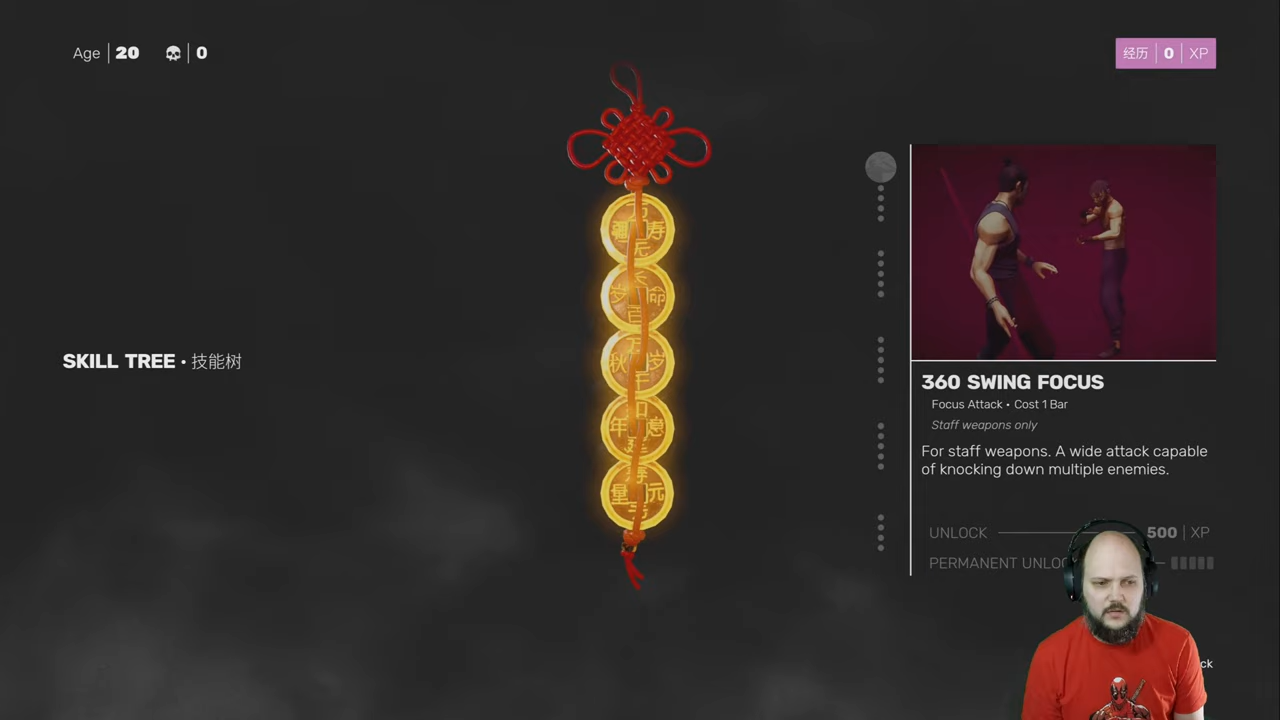 Age 20 0
经历 0 XP
SKILL TREE • 技能树
360 SWING FOCUS
Focus Attack • Cost 1 Bar
Staff weapons only
For staff weapons. A wide attack capable
of knocking down multiple enemies.
UNLOCK 500 XP
PERMANENT